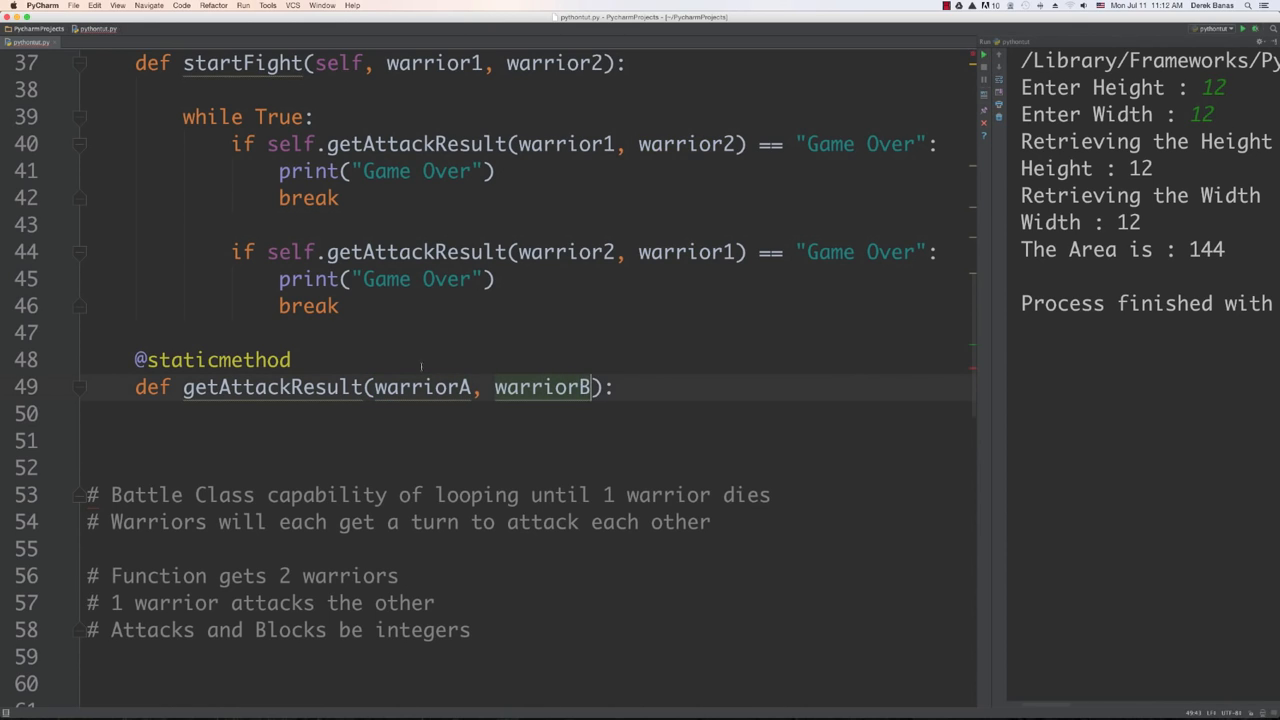 PyCharm File Edit View Navigate Code Refactor Run Tools VCS Window Help
10 Mon Jul 11 11:12 AM Derek Banas
pythontut.py - PycharmProjects - [~/PycharmProjects]
PycharmProjects pythontut.py pythontut
pythontut.py Run pythontut
37 def startFight(self, warrior1, warrior2):
38
39 while True:
40 if self.getAttackResult(warrior1, warrior2) == "Game Over":
41 print("Game Over")
42 break
43
44 if self.getAttackResult(warrior2, warrior1) == "Game Over":
45 print("Game Over")
46 break
47
48 @staticmethod
49 def getAttackResult(warriorA, warriorB):
50
51
52
53 # Battle Class capability of looping until 1 warrior dies
54 # Warriors will each get a turn to attack each other
55
56 # Function gets 2 warriors
57 # 1 warrior attacks the other
58 # Attacks and Blocks be integers
59
60
61
/Library/Frameworks/Py
Enter Height : 12
Enter Width : 12
Retrieving the Height
Height : 12
Retrieving the Width
Width : 12
The Area is : 144
Process finished with
49:43 LF÷ UTF-8÷